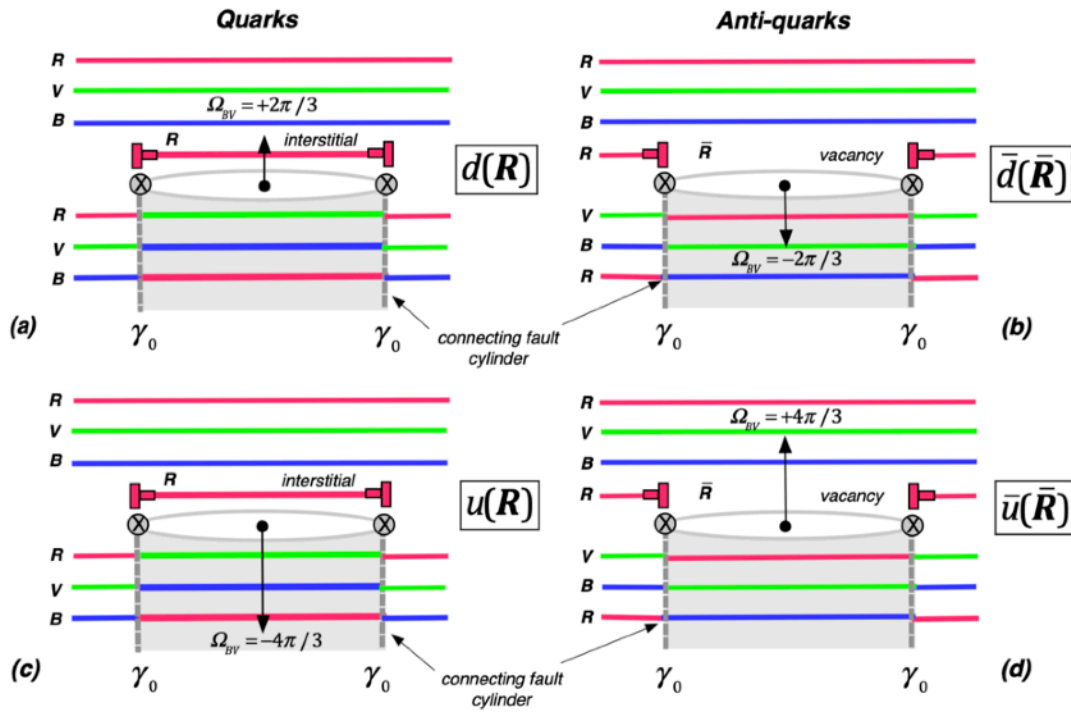 Quarks
Anti-quarks
R
V
Ω_BV = +2π/3
B
R interstitial
d(R)
R
V
B
(a)
γ₀ γ₀
R
V
B
R R̄ vacancy
d̄(R̄)
V
B
Ω_BV = −2π/3
R
connecting fault
cylinder
γ₀ γ₀
(b)
R
V
B
R interstitial
u(R)
R
V
B
Ω_BV = −4π/3
(c)
γ₀ γ₀
R
Ω_BV = +4π/3
V
B
R R̄ vacancy
ū(R̄)
V
B
R
connecting fault
cylinder
γ₀ γ₀
(d)